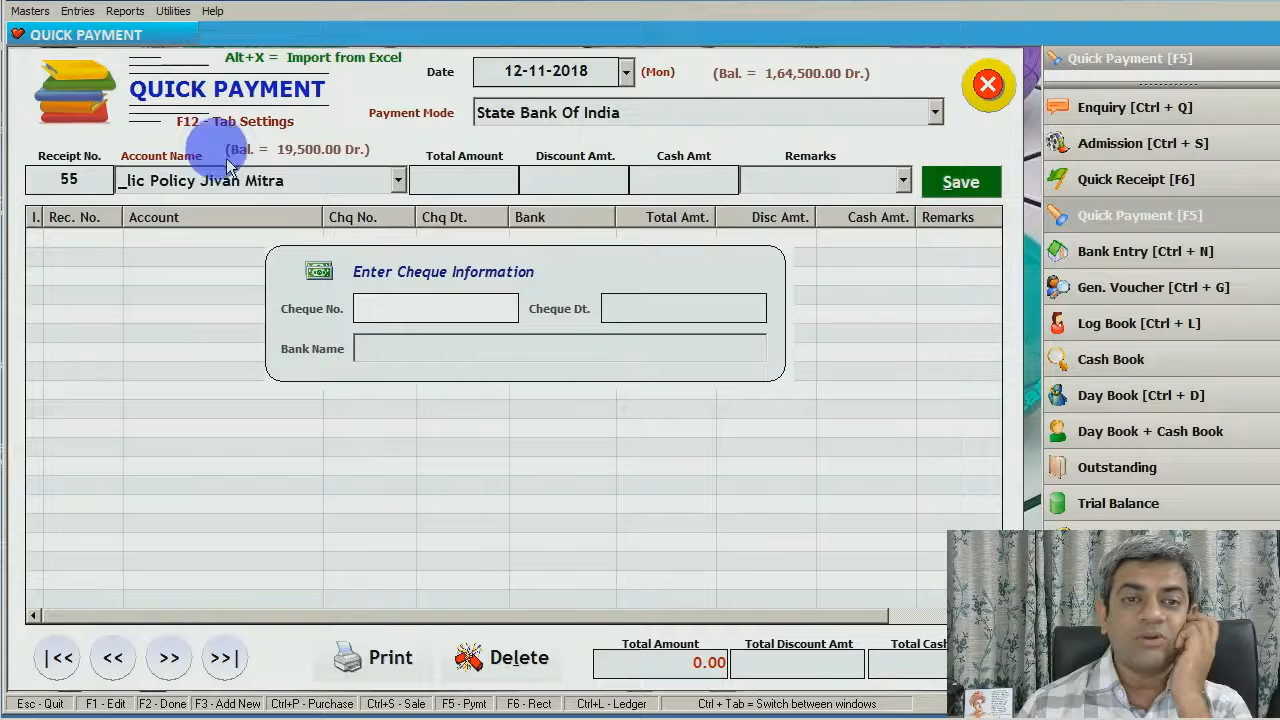 Masters Entries Reports Utilities Help
QUICK PAYMENT
Quick Payment [F5]
Alt+X = Import from Excel
QUICK PAYMENT
F12 - Tab Settings
Date 12-11-2018 (Mon) (Bal. = 1,64,500.00 Dr.)
Payment Mode State Bank Of India
(Bal. = 19,500.00 Dr.)
Receipt No. Account Name Total Amount Discount Amt. Cash Amt Remarks
55 _lic Policy Jivan Mitra Save
I. Rec. No. Account Chq No. Chq Dt. Bank Total Amt. Disc Amt. Cash Amt. Remarks
Enter Cheque Information
Cheque No. Cheque Dt.
Bank Name
Enquiry [Ctrl + Q]
Admission [Ctrl + S]
Quick Receipt [F6]
Quick Payment [F5]
Bank Entry [Ctrl + N]
Gen. Voucher [Ctrl + G]
Log Book [Ctrl + L]
Cash Book
Day Book [Ctrl + D]
Day Book + Cash Book
Outstanding
Trial Balance
|<< << >> >>| Print Delete
Total Amount Total Discount Amt Total Cas
0.00
Esc - Quit F1 - Edit F2 - Done F3 - Add New Purchase Ctrl+S - Sale F5 - Pymt F6 - Rec Ctrl+L - Ledger Ctrl + Tab = Switch between windows